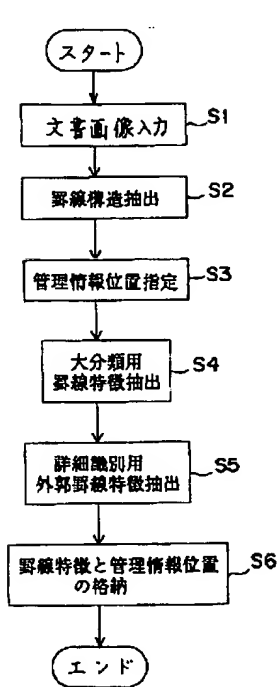 スタート
文書画像入力
S1
罫線構造抽出
S2
管理情報位置指定
S3
大分類用
罫線特徴抽出
S4
詳細識別用
外郭罫線特徴抽出
S5
罫線特徴と管理情報位置
の格納
S6
エンド